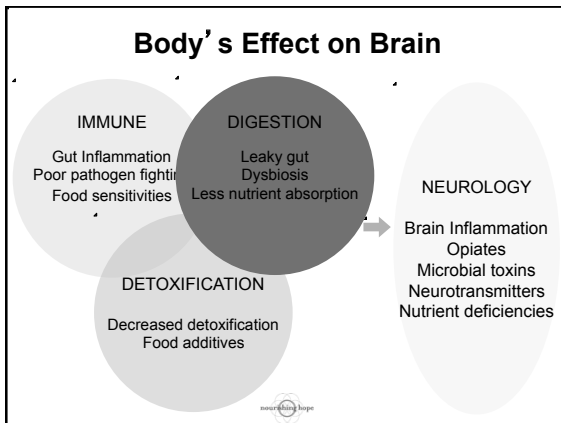 Body's Effect on Brain
IMMUNE
Gut Inflammation
Poor pathogen fightin
Food sensitivities
DIGESTION
Leaky gut
Dysbiosis
Less nutrient absorption
DETOXIFICATION
Decreased detoxification
Food additives
NEUROLOGY
Brain Inflammation
Opiates
Microbial toxins
Neurotransmitters
Nutrient deficiencies
nourishing hope